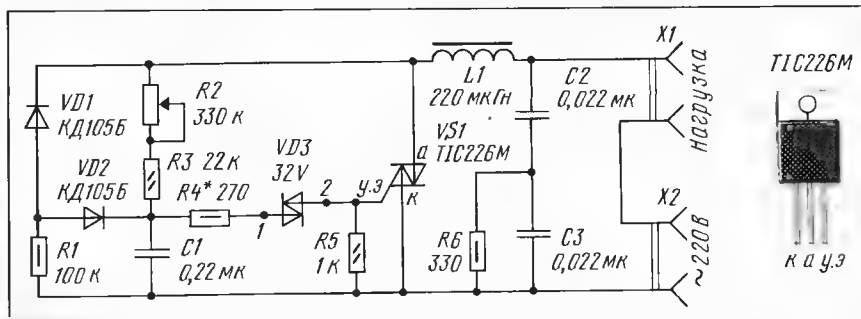 VD1
КД105Б
VD2
КД105Б
R1
100 к
R2
330 к
R3 22к
R4* 270
C1
0,22 мк
1
VD3
32V
2
R5
1 к
у.э
а
к
VS1
TIC226M
L1
220 мкГн
C2
0,022 мк
R6
330
C3
0,022 мк
X1
Нагрузка
X2
~220 В
TIC226M
к а у.э